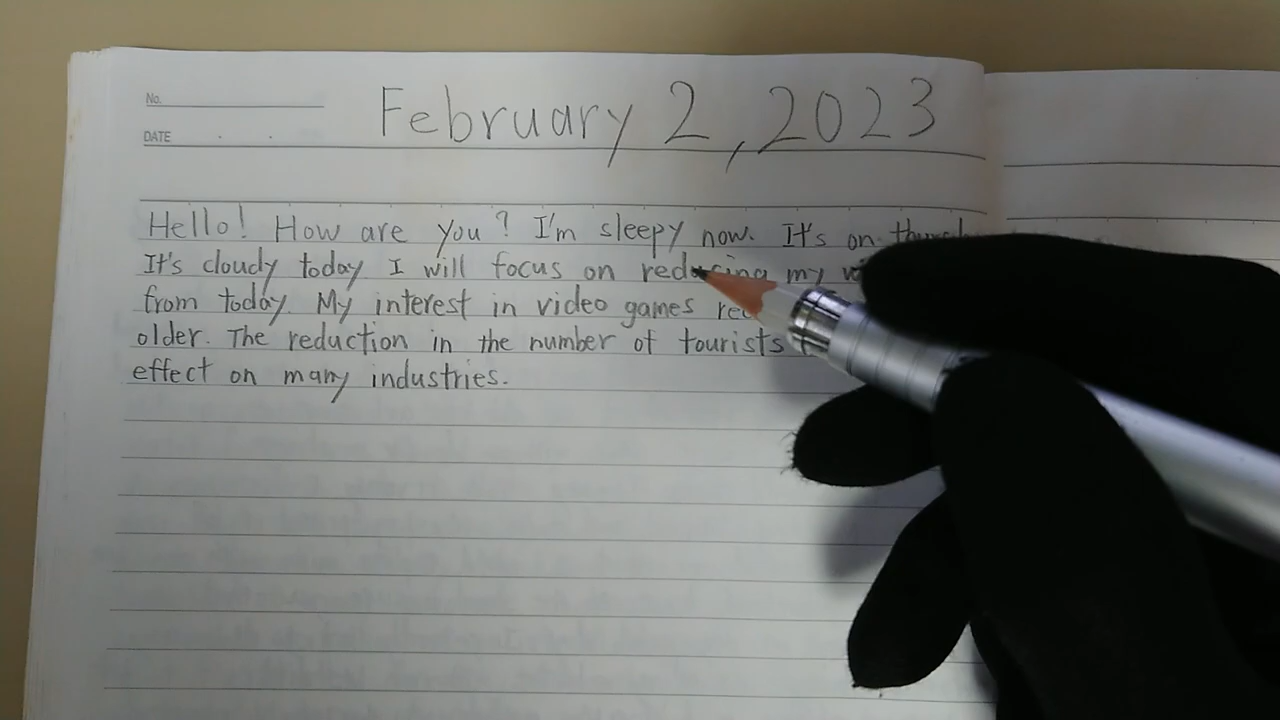 No.
DATE
February 2, 2023
Hello! How are you? I'm sleepy now. It's on
It's cloudy today I will focus on reducing my
from today. My interest in video games
older. The reduction in the number of tourists
effect on many industries.